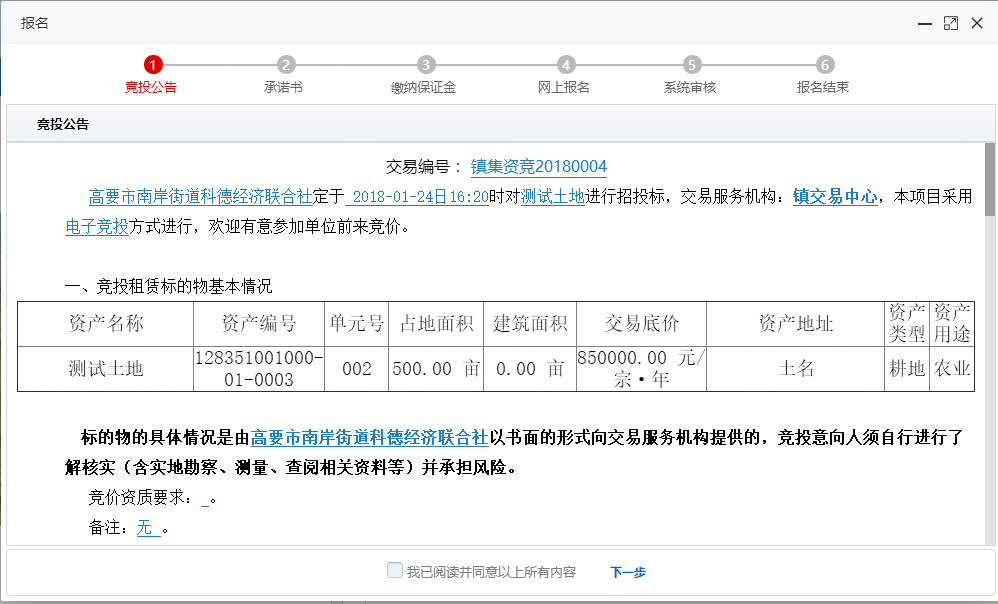 报名
1 2 3 4 5 6
竞投公告 承诺书 缴纳保证金 网上报名 系统审核 报名结束
竞投公告
交易编号： 镇集资竞20180004
高要市南岸街道科德经济联合社定于 2018-01-24日16:20时对测试土地进行招投标，交易服务机构：镇交易中心，本项目采用
电子竞投方式进行，欢迎有意参加单位前来竞价。
一、竞投租赁标的物基本情况
资产名称 资产编号 单元号 占地面积 建筑面积 交易底价 资产地址 资产类型 资产用途
测试土地 128351001000-01-0003 002 500.00 亩 0.00 亩 850000.00 元/宗·年 土名 耕地 农业
标的物的具体情况是由高要市南岸街道科德经济联合社以书面的形式向交易服务机构提供的，竞投意向人须自行进行了
解核实（含实地勘察、测量、查阅相关资料等）并承担风险。
竞价资质要求：_。
备注：无 。
我已阅读并同意以上所有内容 下一步